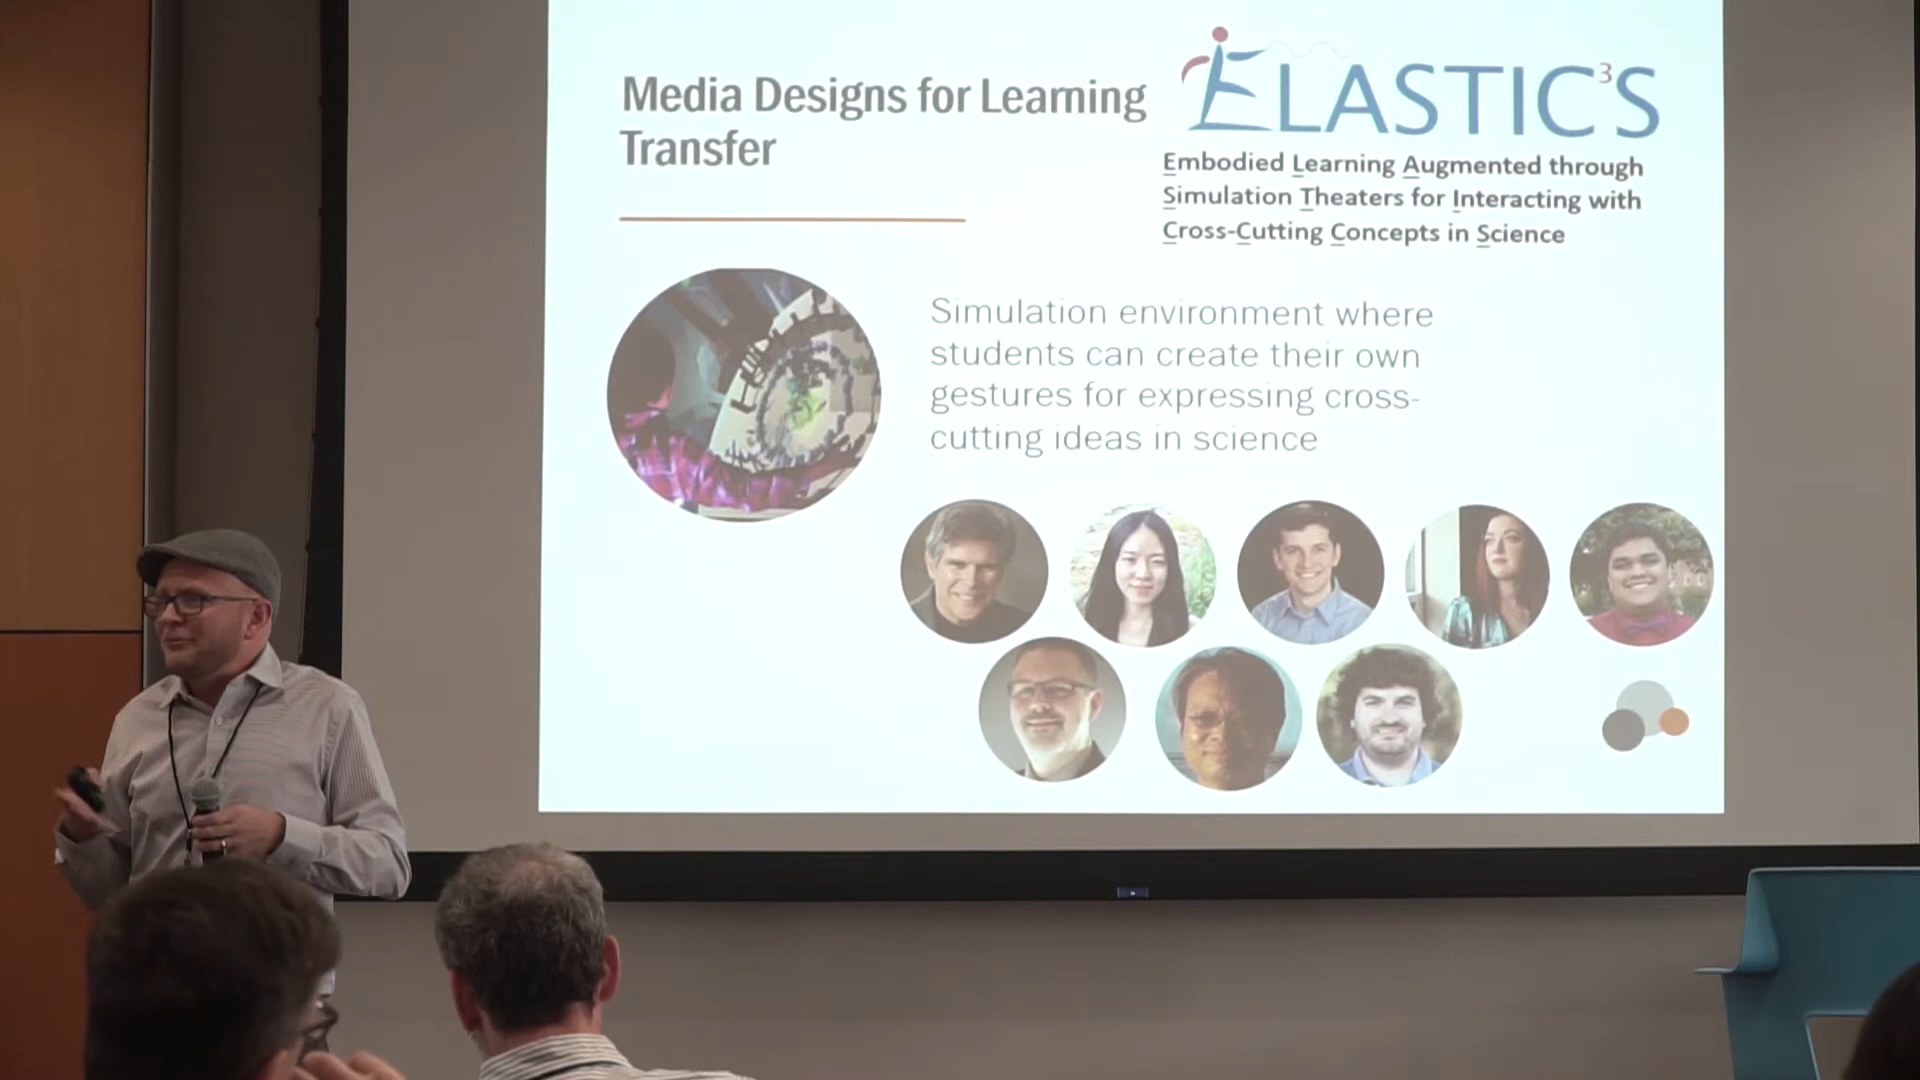 Media Designs for Learning
Transfer
ELASTIC³S
Embodied Learning Augmented through
Simulation Theaters for Interacting with
Cross-Cutting Concepts in Science
Simulation environment where
students can create their own
gestures for expressing cross-
cutting ideas in science